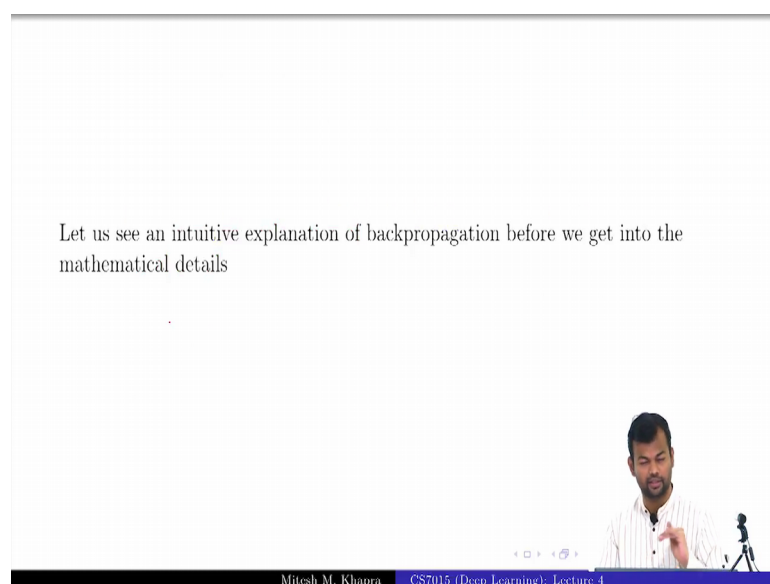 Let us see an intuitive explanation of backpropagation before we get into the
mathematical details
Mitesh M. Khapra CS7015 (Deep Learning): Lecture 4